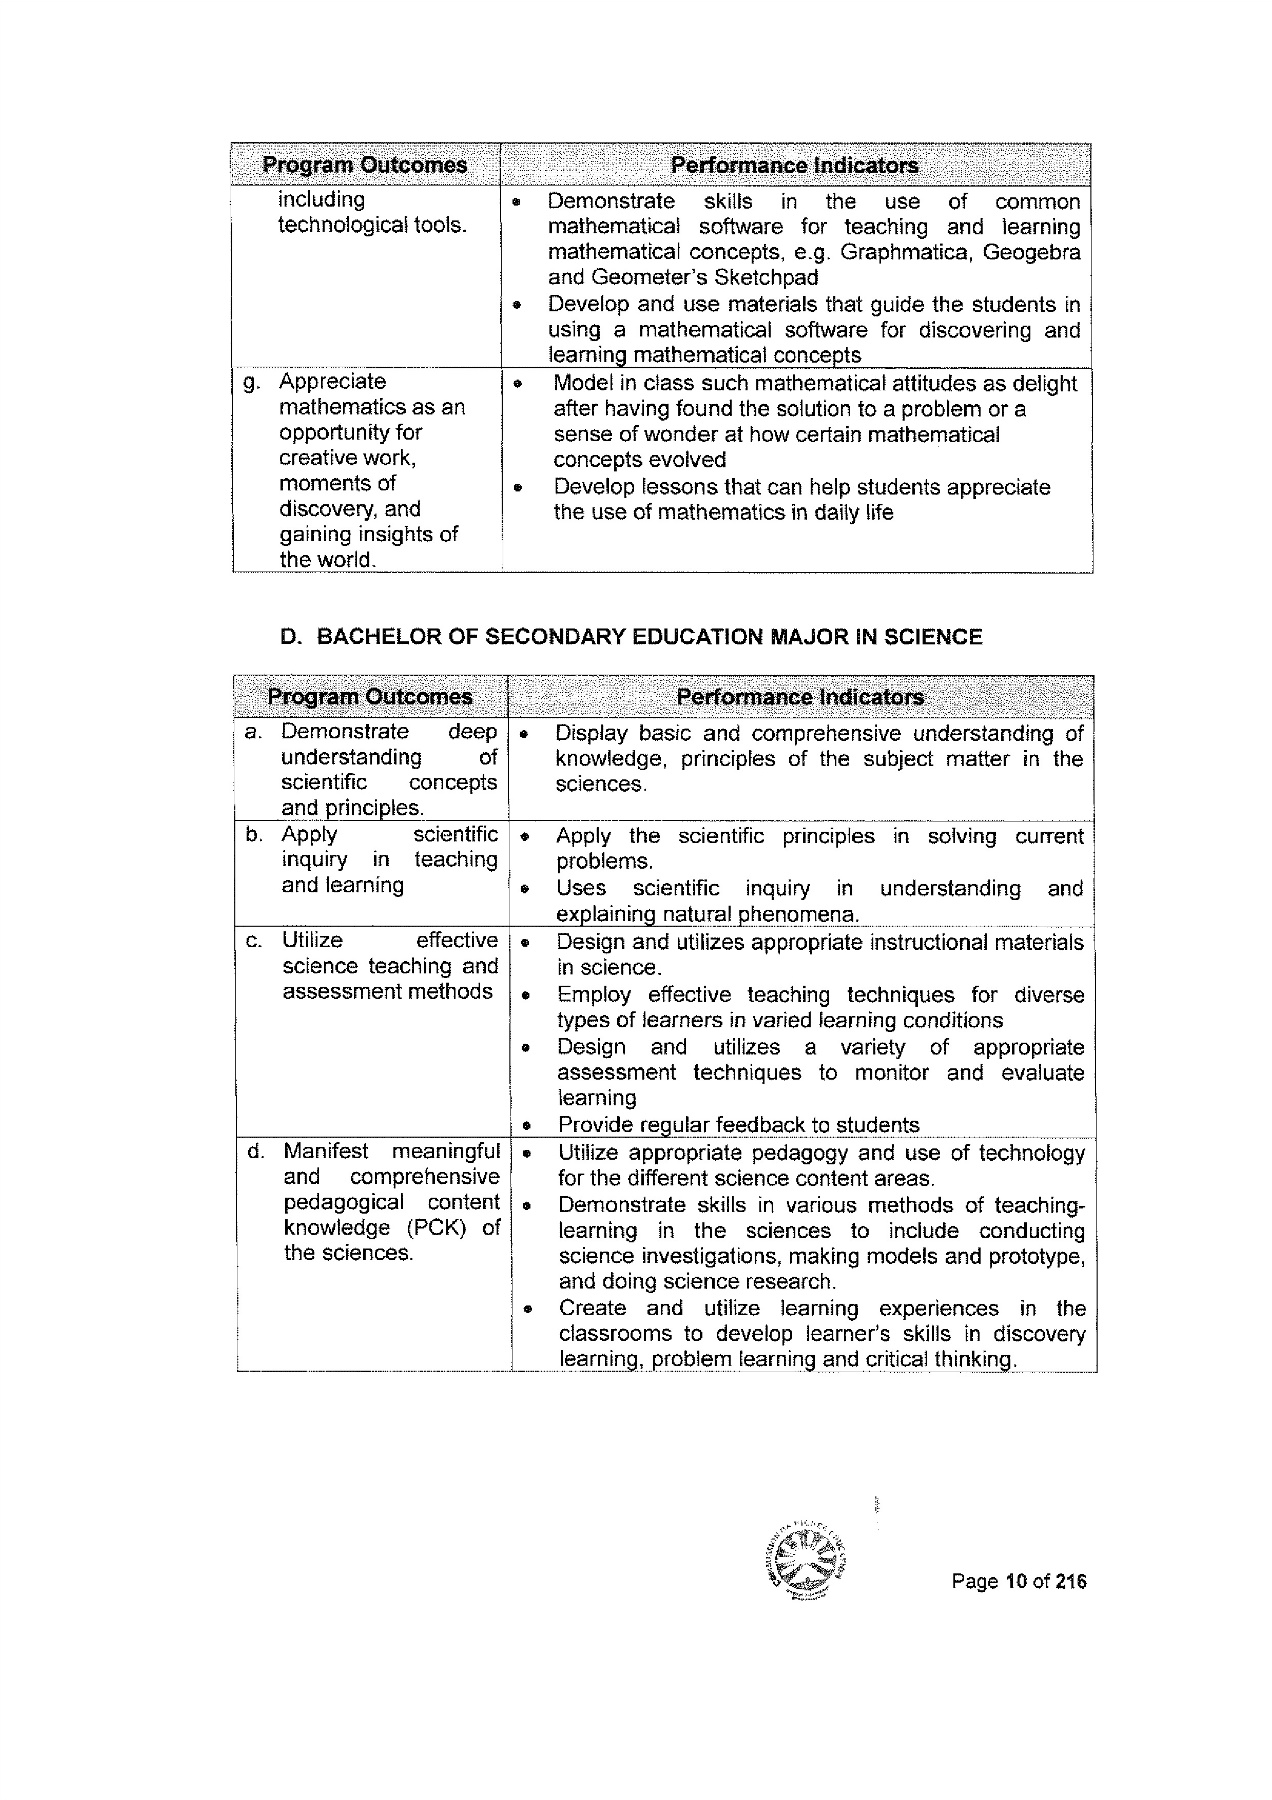 Program Outcomes Performance Indicators
including
technological tools.
• Demonstrate skills in the use of common
mathematical software for teaching and learning
mathematical concepts, e.g. Graphmatica, Geogebra
and Geometer's Sketchpad
• Develop and use materials that guide the students in
using a mathematical software for discovering and
learning mathematical concepts
g. Appreciate
mathematics as an
opportunity for
creative work,
moments of
discovery, and
gaining insights of
the world.
• Model in class such mathematical attitudes as delight
after having found the solution to a problem or a
sense of wonder at how certain mathematical
concepts evolved
• Develop lessons that can help students appreciate
the use of mathematics in daily life
D. BACHELOR OF SECONDARY EDUCATION MAJOR IN SCIENCE
Program Outcomes Performance Indicators
a. Demonstrate deep
understanding of
scientific concepts
and principles.
• Display basic and comprehensive understanding of
knowledge, principles of the subject matter in the
sciences.
b. Apply scientific
inquiry in teaching
and learning
• Apply the scientific principles in solving current
problems.
• Uses scientific inquiry in understanding and
explaining natural phenomena.
c. Utilize effective
science teaching and
assessment methods
• Design and utilizes appropriate instructional materials
in science.
• Employ effective teaching techniques for diverse
types of learners in varied learning conditions
• Design and utilizes a variety of appropriate
assessment techniques to monitor and evaluate
learning
• Provide regular feedback to students
d. Manifest meaningful
and comprehensive
pedagogical content
knowledge (PCK) of
the sciences.
• Utilize appropriate pedagogy and use of technology
for the different science content areas.
• Demonstrate skills in various methods of teaching-
learning in the sciences to include conducting
science investigations, making models and prototype,
and doing science research.
• Create and utilize learning experiences in the
classrooms to develop learner's skills in discovery
learning, problem learning and critical thinking.
Page 10 of 216